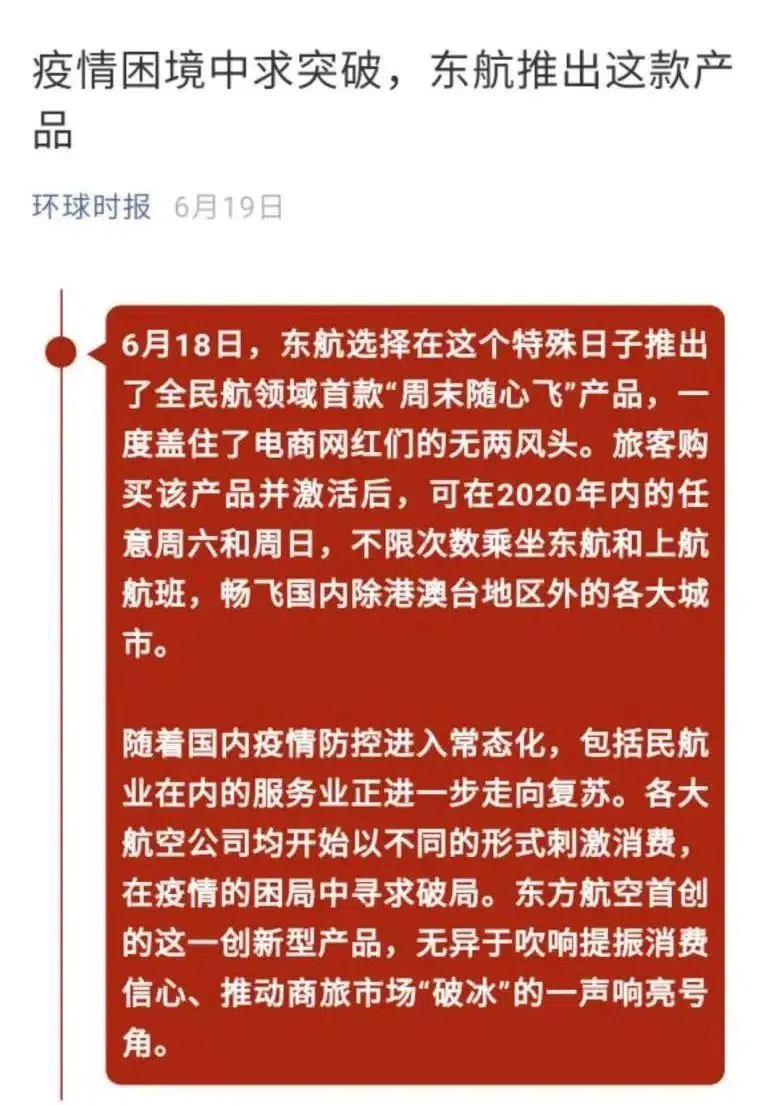 疫情困境中求突破，东航推出这款产
品
环球时报 6月19日
6月18日，东航选择在这个特殊日子推出
了全民航领域首款“周末随心飞”产品，一
度盖住了电商网红们的无两风头。旅客购
买该产品并激活后，可在2020年内的任
意周六和周日，不限次数乘坐东航和上航
航班，畅飞国内除港澳台地区外的各大城
市。
随着国内疫情防控进入常态化，包括民航
业在内的服务业正进一步走向复苏。各大
航空公司均开始以不同的形式刺激消费，
在疫情的困局中寻求破局。东方航空首创
的这一创新型产品，无异于吹响提振消费
信心、推动商旅市场“破冰”的一声响亮号
角。